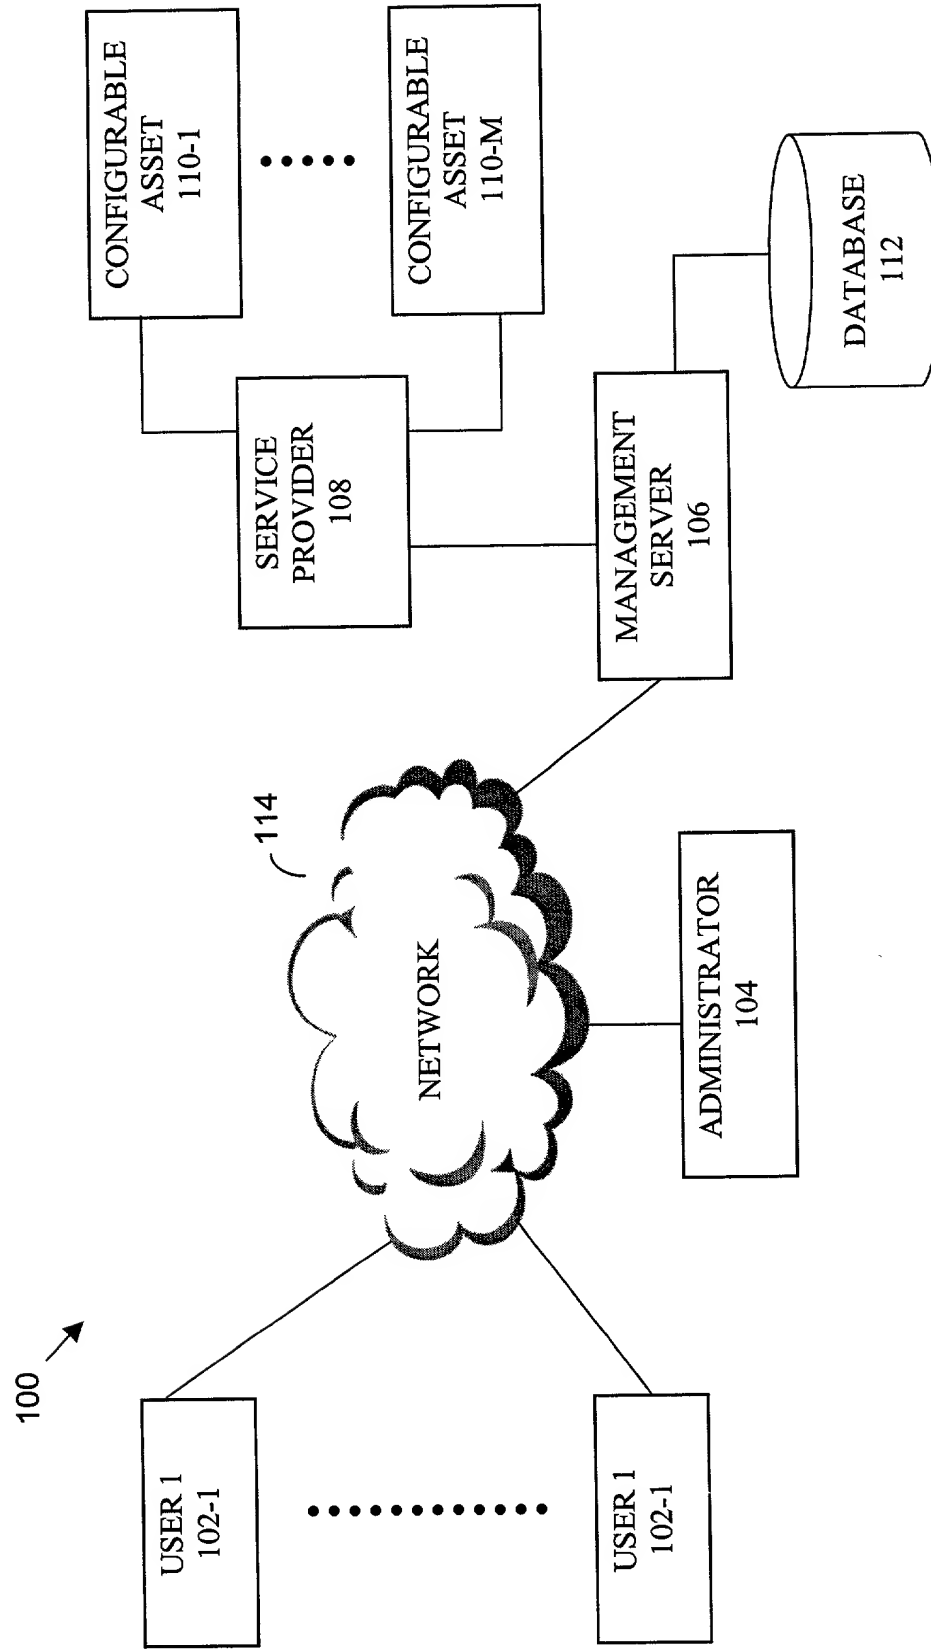 100
USER 1
102-1
USER 1
102-1
114
NETWORK
ADMINISTRATOR
104
SERVICE
PROVIDER
108
MANAGEMENT
SERVER
106
CONFIGURABLE
ASSET
110-1
CONFIGURABLE
ASSET
110-M
DATABASE
112